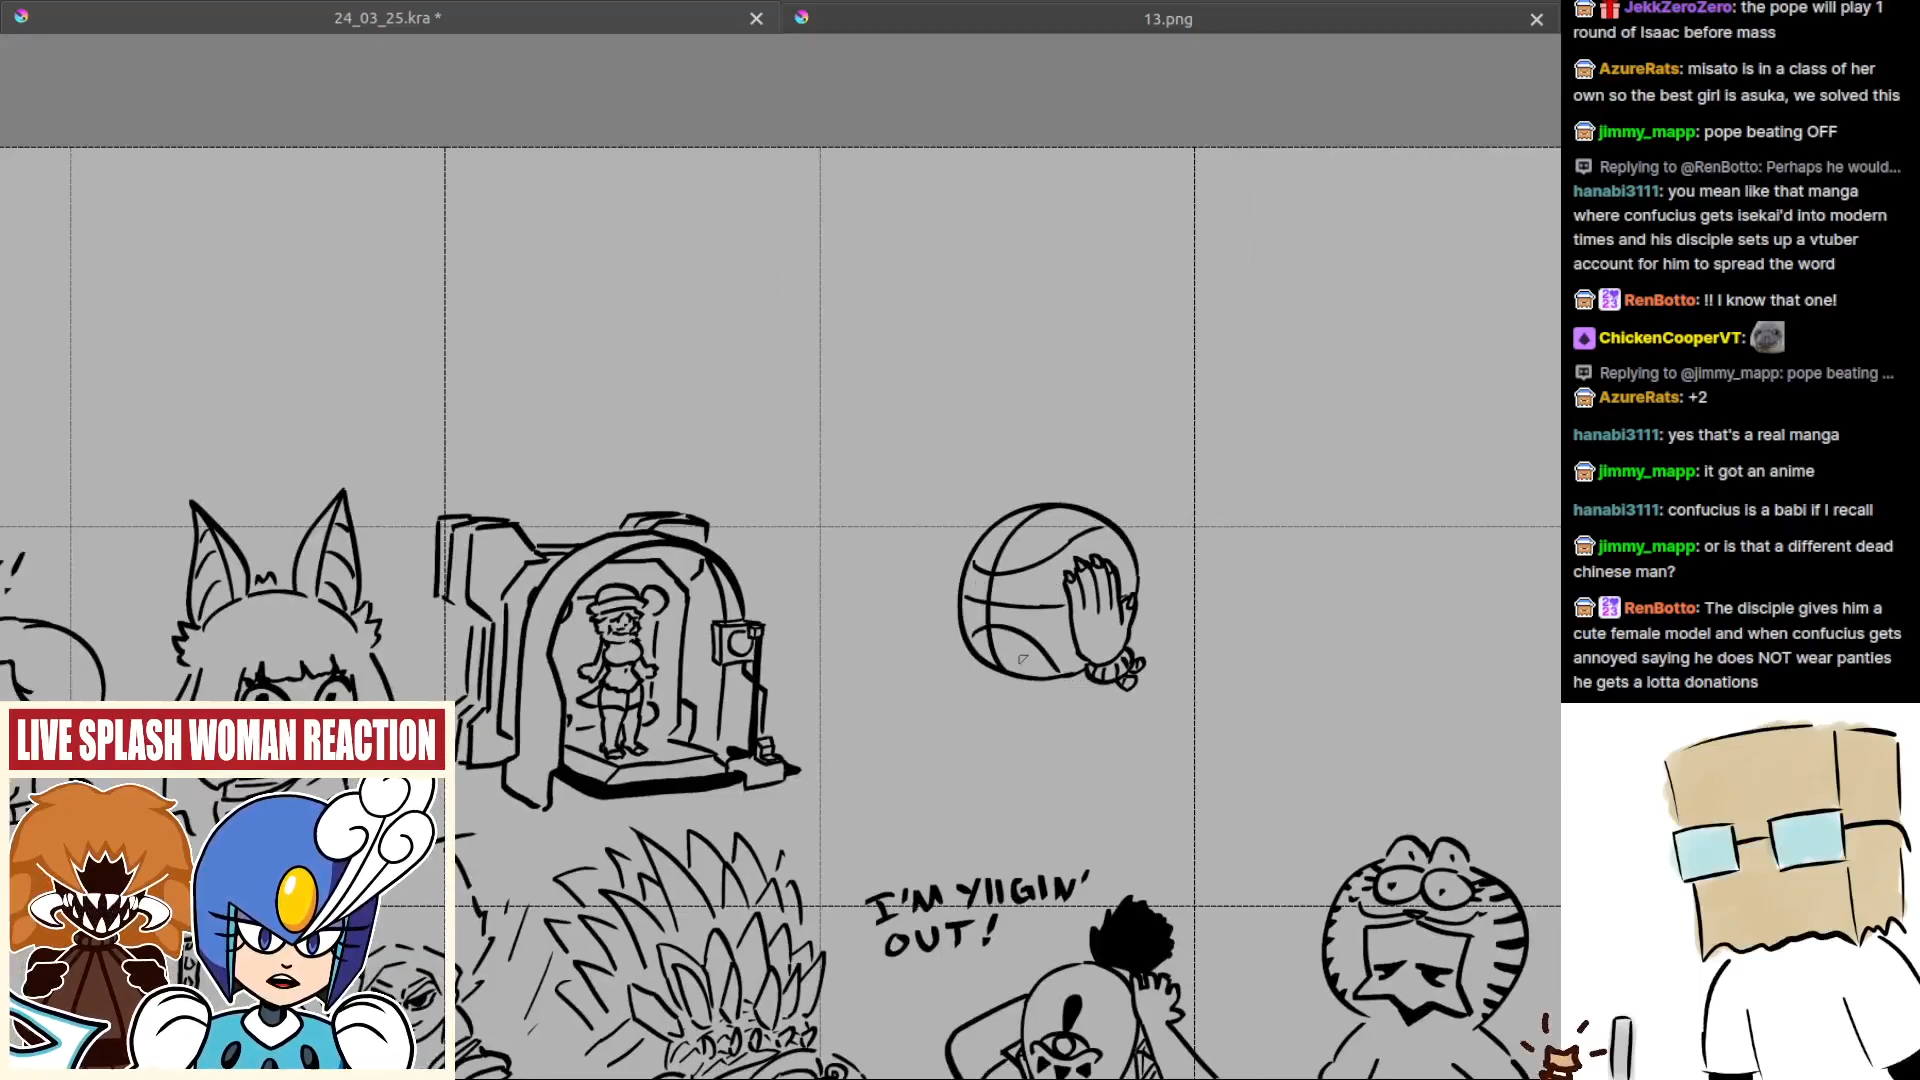 24_03_25.kra *
13.png
JekkZeroZero: the pope will play 1
round of Isaac before mass
AzureRats: misato is in a class of her
own so the best girl is asuka, we solved this
jimmy_mapp: pope beating OFF
Replying to @RenBotto: Perhaps he would...
hanabi3111: you mean like that manga
where confucius gets isekai'd into modern
times and his disciple sets up a vtuber
account for him to spread the word
RenBotto: !! I know that one!
ChickenCooperVT:
Replying to @jimmy_mapp: pope beating ...
AzureRats: +2
hanabi3111: yes that's a real manga
jimmy_mapp: it got an anime
hanabi3111: confucius is a babi if I recall
jimmy_mapp: or is that a different dead
chinese man?
RenBotto: The disciple gives him a
cute female model and when confucius gets
annoyed saying he does NOT wear panties
he gets a lotta donations
LIVE SPLASH WOMAN REACTION
I'M YIIGIN'
OUT!